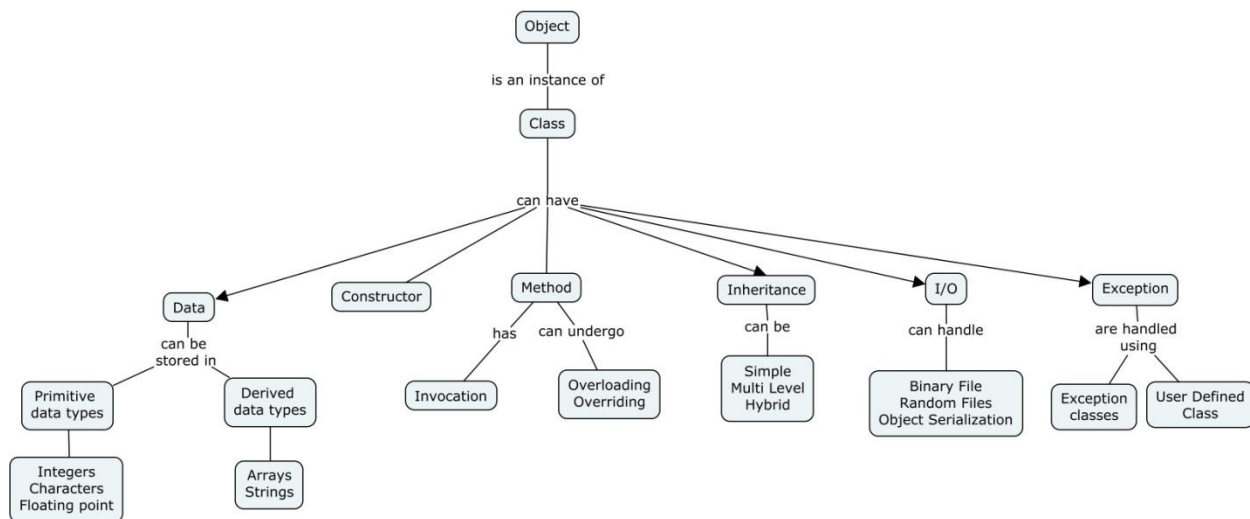 Object
is an instance of
Class
can have
Data
Constructor
Method
Inheritance
I/O
Exception
can be
stored in
has
can undergo
can be
can handle
are handled
using
Primitive
data types
Derived
data types
Invocation
Overloading
Overriding
Simple
Multi Level
Hybrid
Binary File
Random Files
Object Serialization
Exception
classes
User Defined
Class
Integers
Characters
Floating point
Arrays
Strings